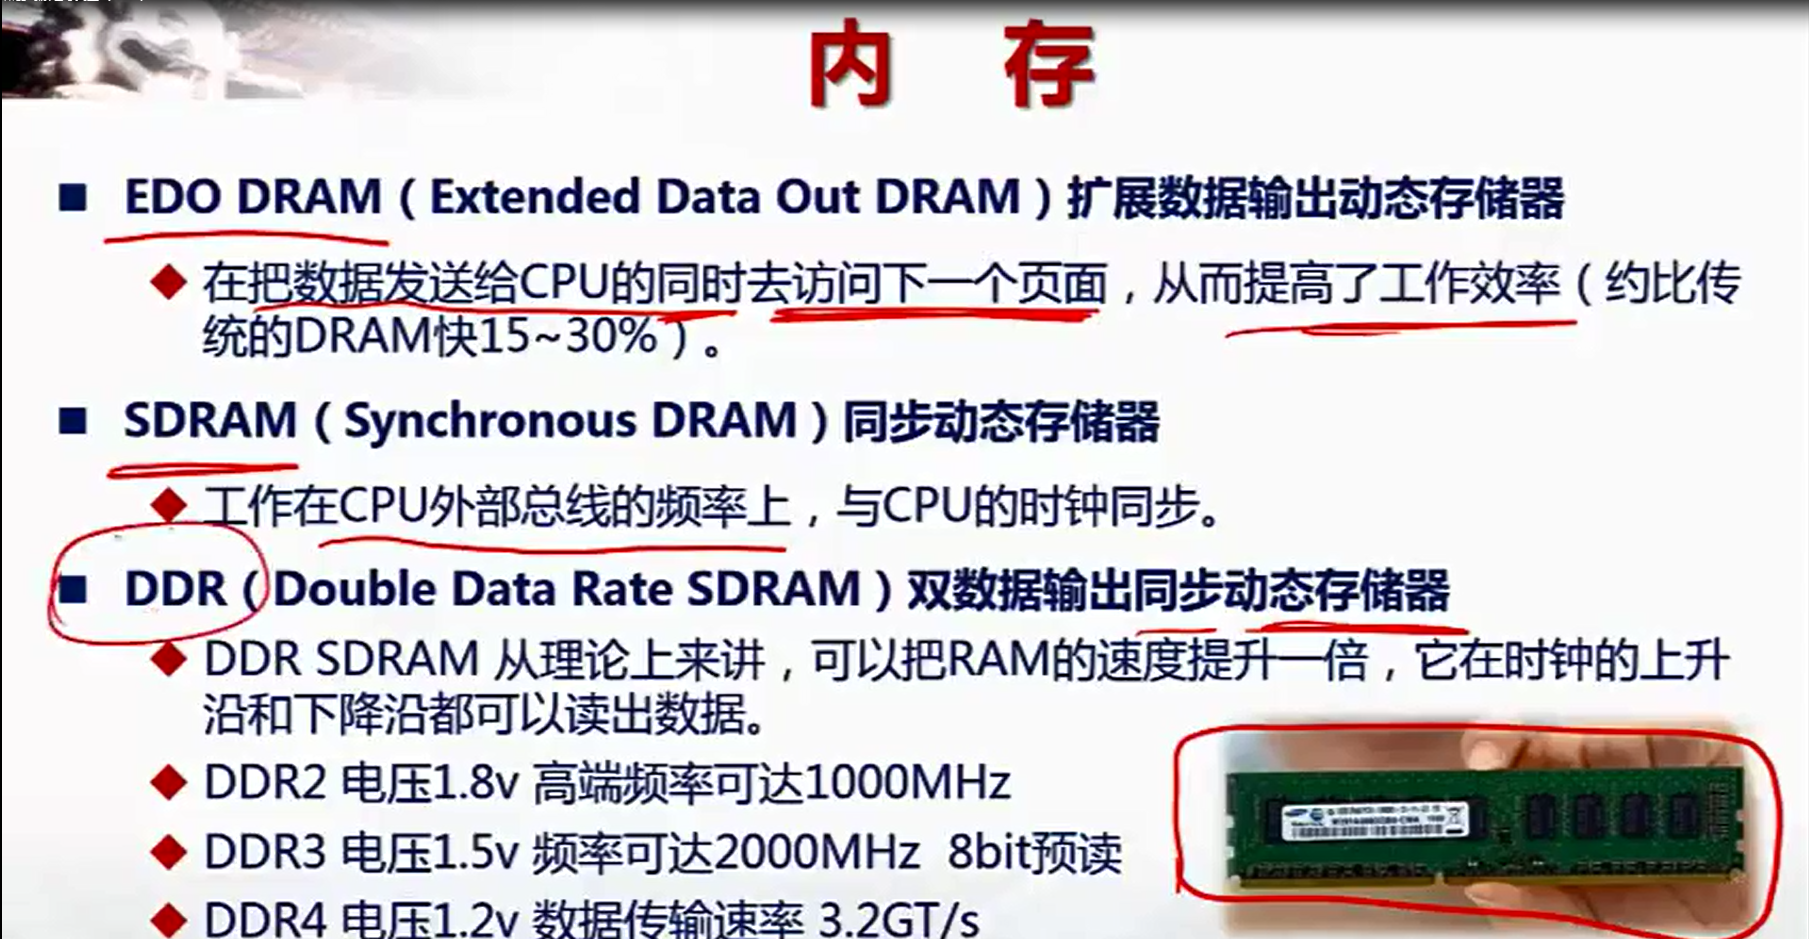 内 存
■ EDO DRAM（Extended Data Out DRAM）扩展数据输出动态存储器
◆ 在把数据发送给CPU的同时去访问下一个页面，从而提高了工作效率（约比传
统的DRAM快15~30%）。
■ SDRAM（Synchronous DRAM）同步动态存储器
◆ 工作在CPU外部总线的频率上，与CPU的时钟同步。
■ DDR（Double Data Rate SDRAM）双数据输出同步动态存储器
◆ DDR SDRAM 从理论上来讲，可以把RAM的速度提升一倍，它在时钟的上升
沿和下降沿都可以读出数据。
◆ DDR2 电压1.8v 高端频率可达1000MHz
◆ DDR3 电压1.5v 频率可达2000MHz 8bit预读
◆ DDR4 电压1.2v 数据传输速率 3.2GT/s